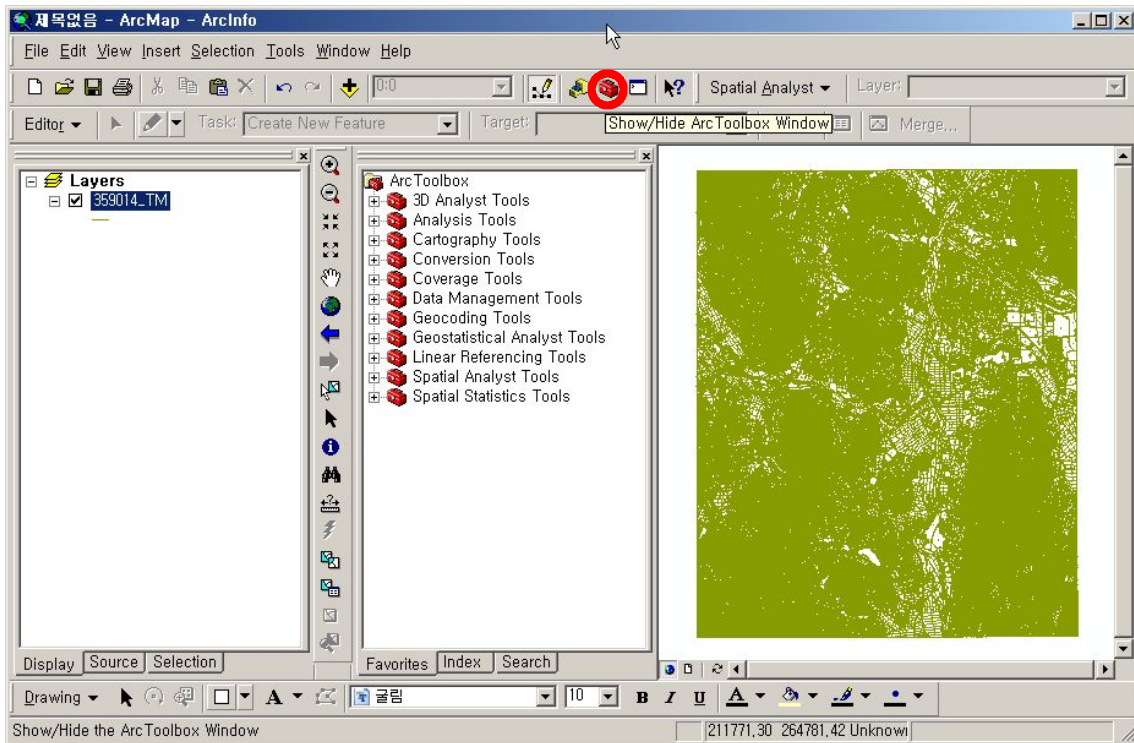 제목없음 - ArcMap - ArcInfo
File Edit View Insert Selection Tools Window Help
0:0
Spatial Analyst
Layer:
Editor
Task: Create New Feature
Target:
Show/Hide ArcToolbox Window
Merge...
Layers
359014_TM
ArcToolbox
3D Analyst Tools
Analysis Tools
Cartography Tools
Conversion Tools
Coverage Tools
Data Management Tools
Geocoding Tools
Geostatistical Analyst Tools
Linear Referencing Tools
Spatial Analyst Tools
Spatial Statistics Tools
Display Source Selection
Favorites Index Search
Drawing A 굴림 10 B I U A
Show/Hide the ArcToolbox Window
211771,30 264781,42